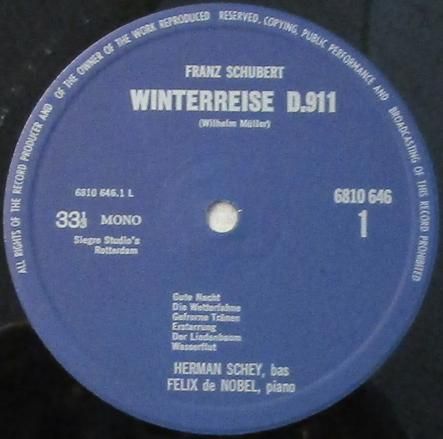 ALL RIGHTS OF THE RECORD PRODUCER AND OF THE OWNER OF THE WORK REPRODUCED RESERVED. COPYING, PUBLIC PERFORMANCE AND BROADCASTING OF THIS RECORD PROHIBITED
FRANZ SCHUBERT
WINTERREISE D.911
(Wilhelm Müller)
6810 646.1 L
6810 646
33⅓ MONO
1
Siegro Studio's
Rotterdam
Gute Nacht
Die Wetterfahne
Gefrorne Tränen
Erstarrung
Der Lindenbaum
Wasserflut
HERMAN SCHEY, bas
FELIX de NOBEL, piano